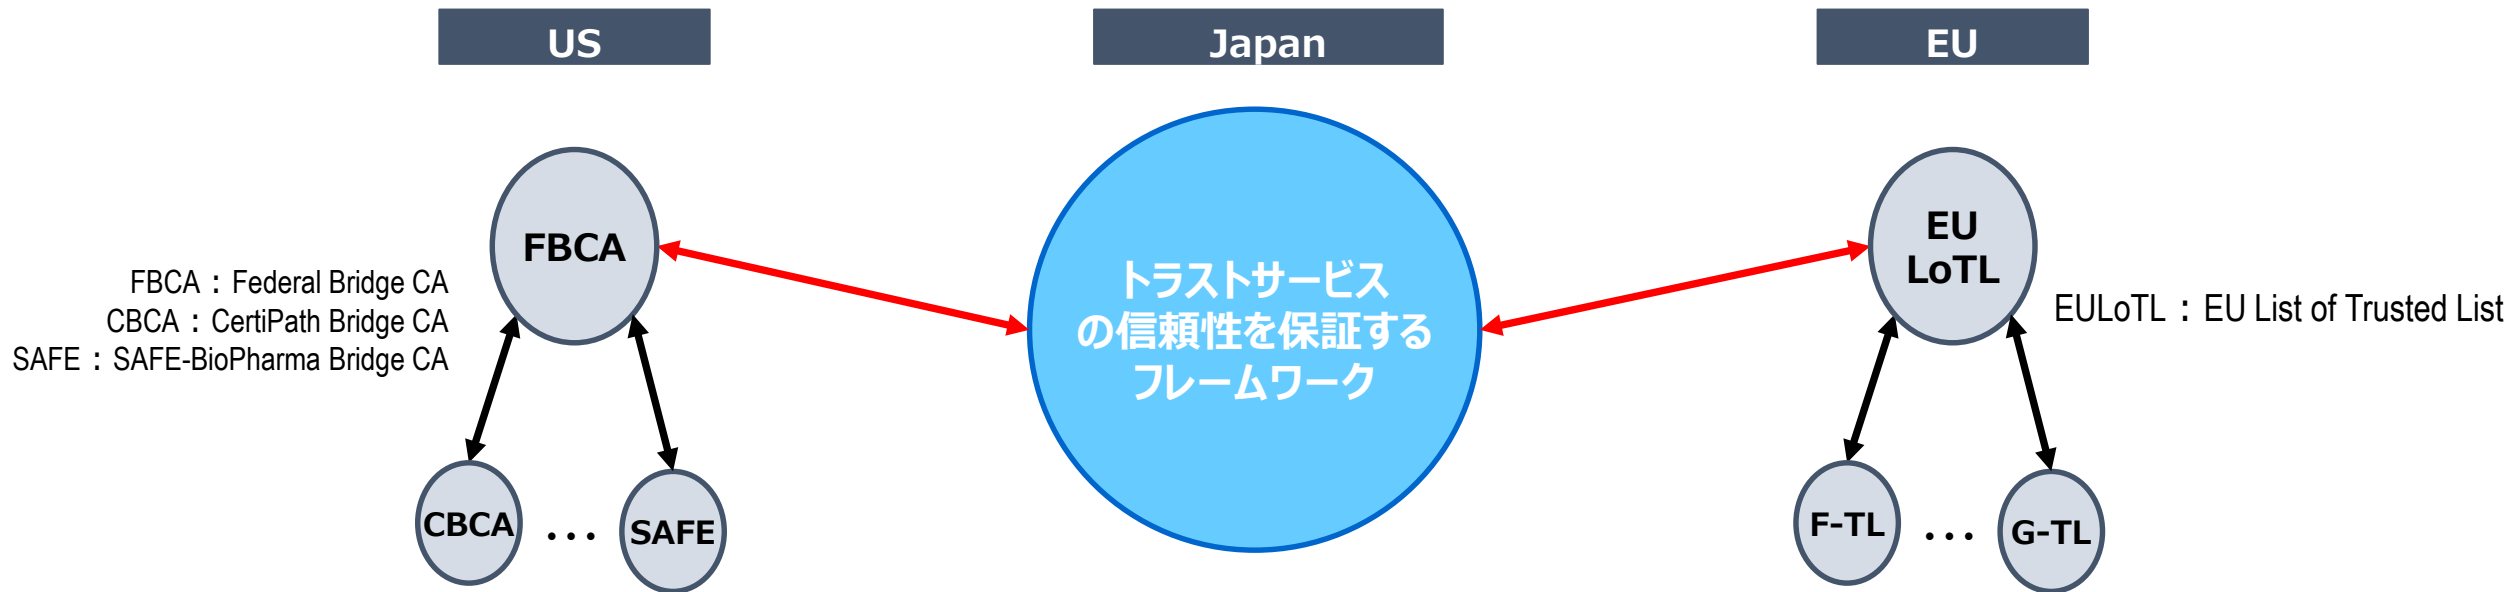 US
Japan
EU
FBCA
FBCA：Federal Bridge CA
CBCA：CertiPath Bridge CA
SAFE：SAFE-BioPharma Bridge CA
CBCA
・・・
SAFE
トラストサービス
の信頼性を保証する
フレームワーク
EU
LoTL
EULoTL：EU List of Trusted List
F-TL
・・・
G-TL